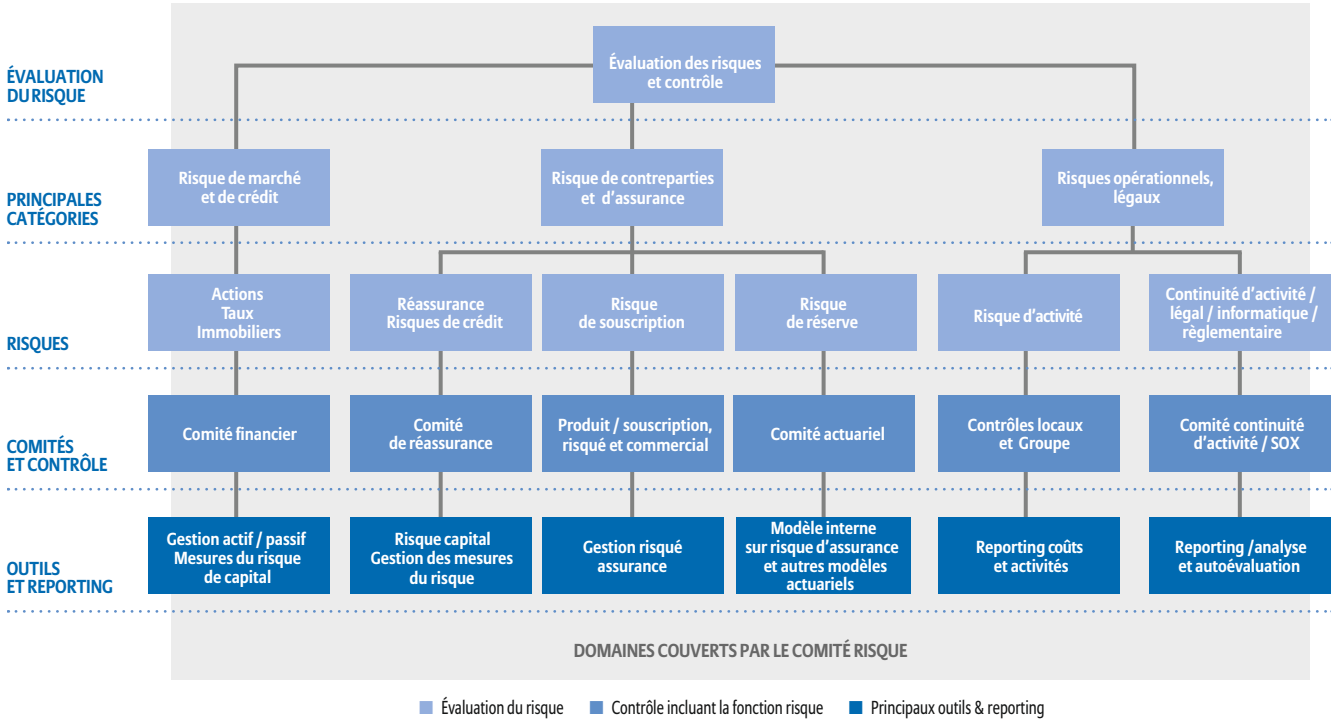 ÉVALUATION
DU RISQUE
Évaluation des risques
et contrôle
PRINCIPALES
CATÉGORIES
Risque de marché
et de crédit
Risque de contreparties
et d'assurance
Risques opérationnels,
légaux
RISQUES
Actions
Taux
Immobiliers
Réassurance
Risques de crédit
Risque
de souscription
Risque
de réserve
Risque d'activité
Continuité d'activité /
légal / informatique /
règlementaire
COMITÉS
ET CONTRÔLE
Comité financier
Comité
de réassurance
Produit / souscription,
risqué et commercial
Comité actuariel
Contrôles locaux
et Groupe
Comité continuité
d'activité / SOX
OUTILS
ET REPORTING
Gestion actif / passif
Mesures du risque
de capital
Risque capital
Gestion des mesures
du risque
Gestion risqué
assurance
Modèle interne
sur risque d'assurance
et autres modèles
actuariels
Reporting coûts
et activités
Reporting /analyse
et autoévaluation
DOMAINES COUVERTS PAR LE COMITÉ RISQUE
Évaluation du risque
Contrôle incluant la fonction risque
Principaux outils & reporting